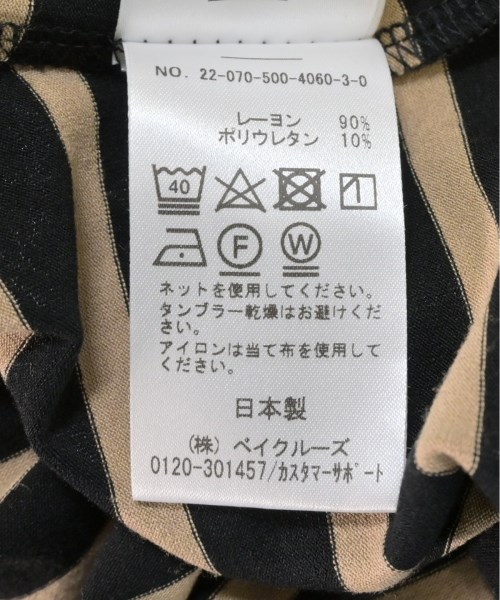 NO. 22-070-500-4060-3-0
レーヨン 90%
ポリウレタン 10%
40
F W
ネットを使用してください。
タンブラー乾燥はお避けくだ
さい。
アイロンは当て布を使用して
ください。
日本製
(株) ベイクルーズ
0120-301457/カスタマーサポート